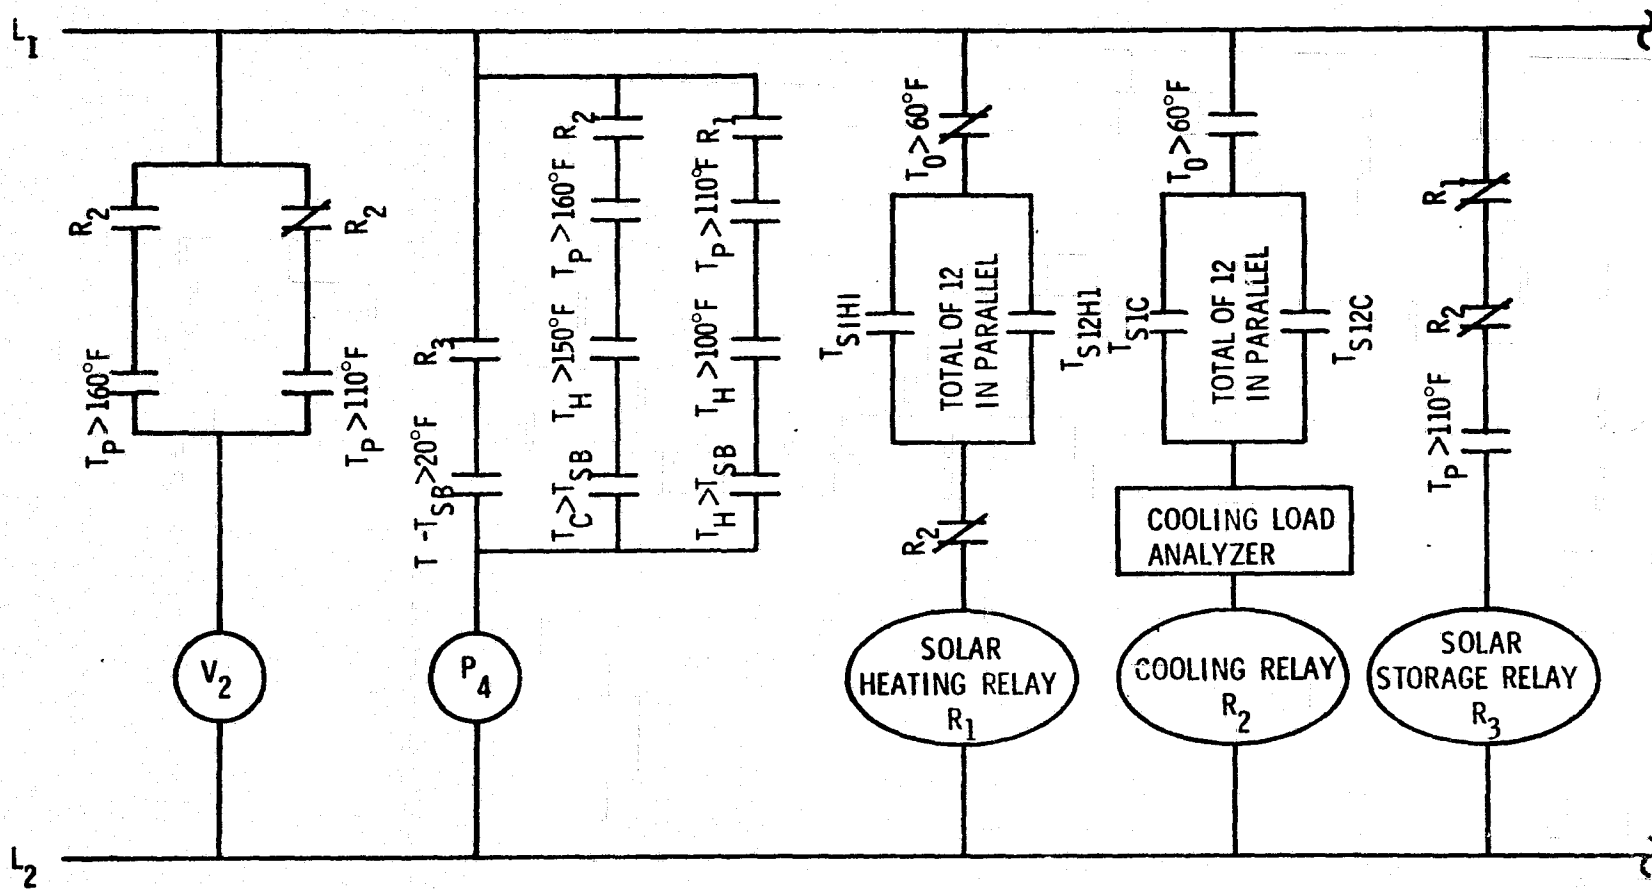 L1
R2
R2
TP>160°F
TP>110°F
V2
R3
T-TSB>20°F
P4
R2
TP>160°F
TH>150°F
TC>TSB
R1
TP>110°F
TH>100°F
TH>TSB
TO>60°F
TS1H1
TOTAL OF 12
IN PARALLEL
TS12H1
R2
SOLAR
HEATING RELAY
R1
TO>60°F
TS1C
TOTAL OF 12
IN PARALLEL
TS12C
COOLING LOAD
ANALYZER
COOLING RELAY
R2
R1
R2
TP>110°F
SOLAR
STORAGE RELAY
R3
L2